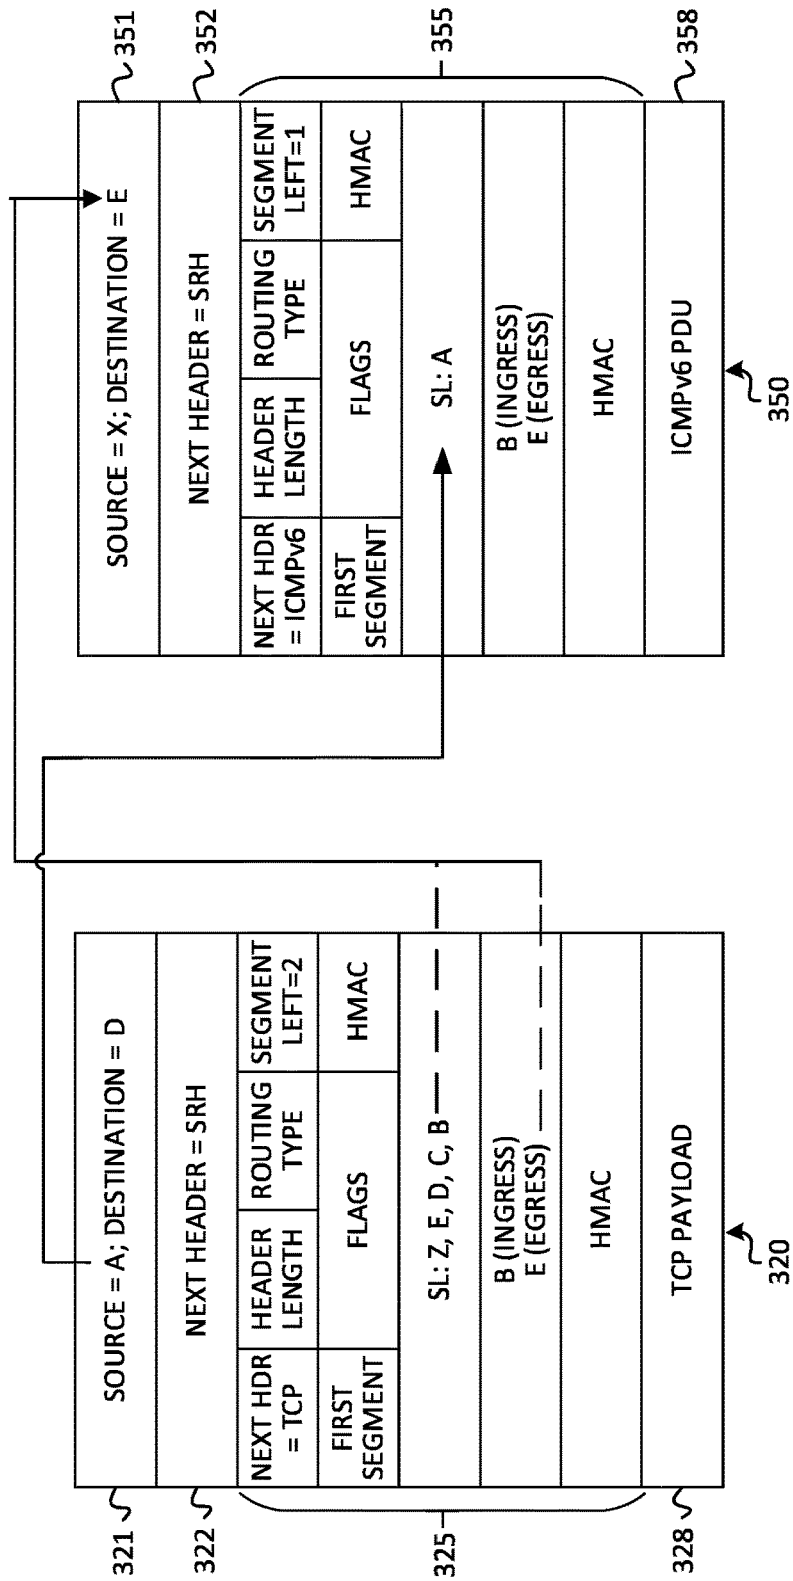 321
SOURCE = A; DESTINATION = D
322
NEXT HEADER = SRH
325
NEXT HDR
= TCP
HEADER
LENGTH
ROUTING
TYPE
SEGMENT
LEFT=2
FIRST
SEGMENT
FLAGS
HMAC
SL: Z, E, D, C, B
B (INGRESS)
E (EGRESS)
HMAC
328
TCP PAYLOAD
320
SOURCE = X; DESTINATION = E
351
NEXT HEADER = SRH
352
NEXT HDR
= ICMPv6
HEADER
LENGTH
ROUTING
TYPE
SEGMENT
LEFT=1
355
FIRST
SEGMENT
FLAGS
HMAC
SL: A
B (INGRESS)
E (EGRESS)
HMAC
ICMPv6 PDU
358
350